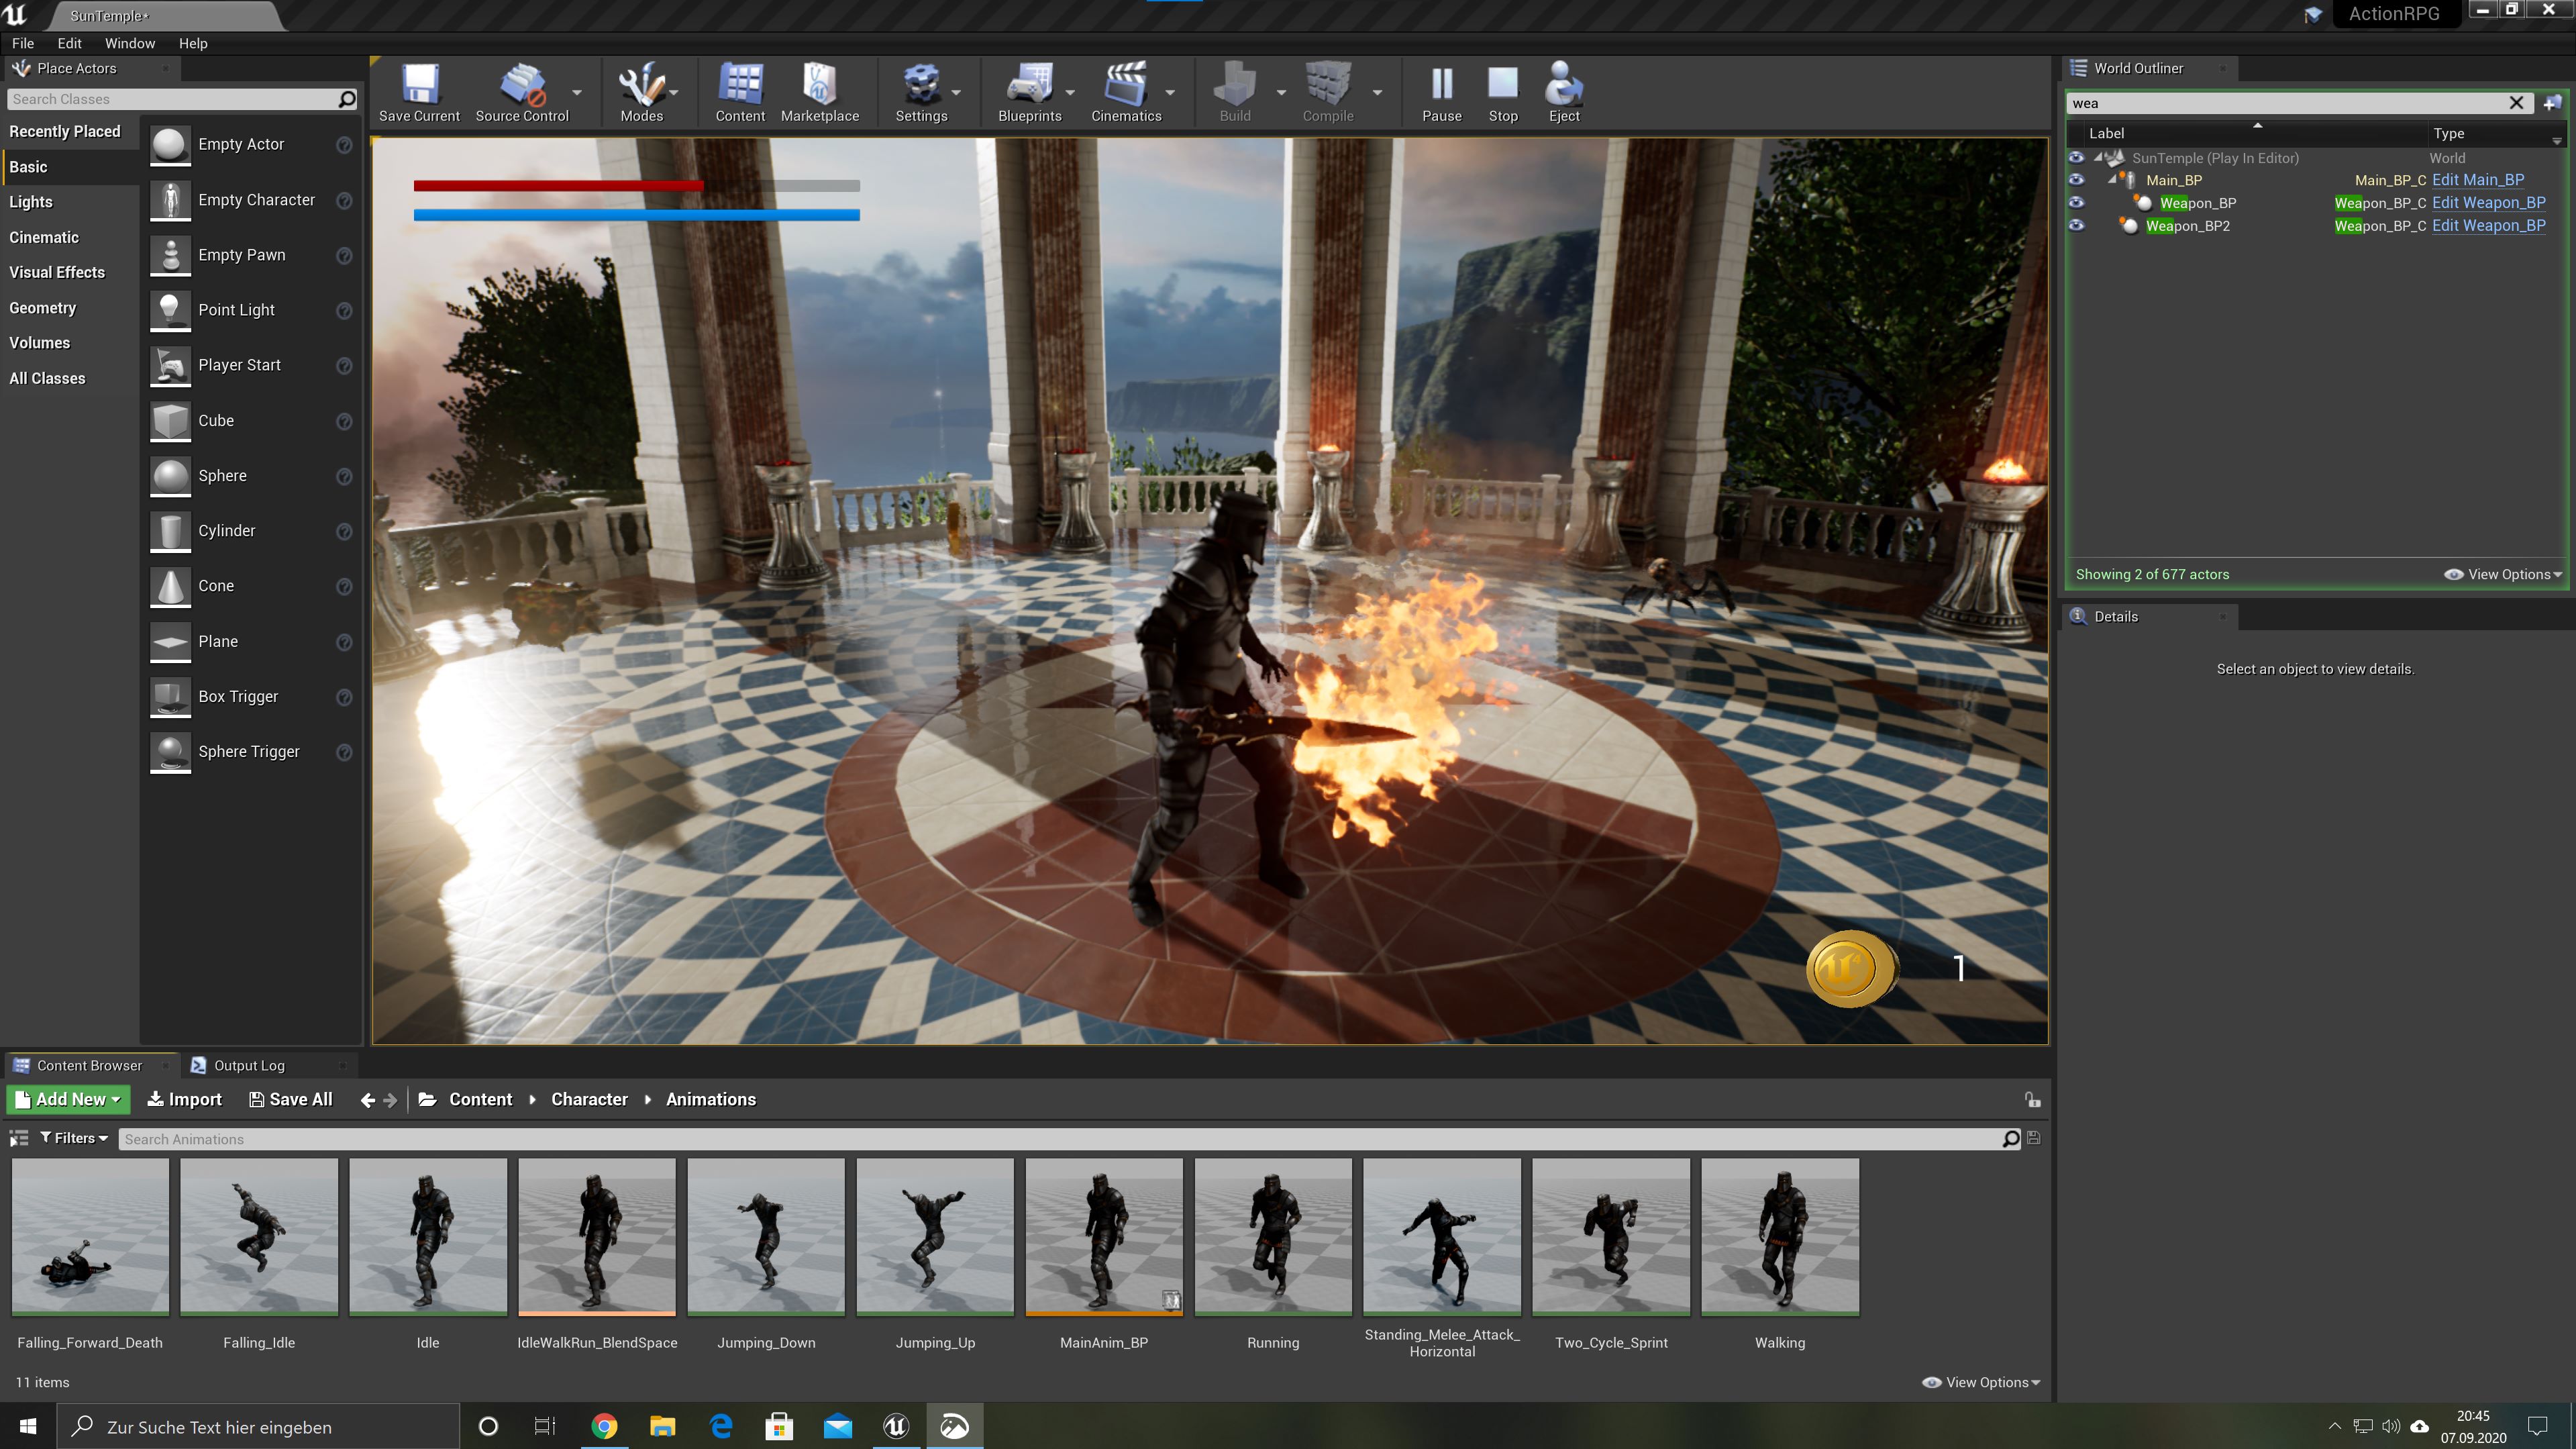 SunTemple*
ActionRPG
File Edit Window Help
Place Actors
Search Classes
Recently Placed
Basic
Lights
Cinematic
Visual Effects
Geometry
Volumes
All Classes
Empty Actor
Empty Character
Empty Pawn
Point Light
Player Start
Cube
Sphere
Cylinder
Cone
Plane
Box Trigger
Sphere Trigger
Save Current Source Control Modes Content Marketplace Settings Blueprints Cinematics Build Compile Pause Stop Eject
1
World Outliner
wea
Label Type
SunTemple (Play In Editor) World
Main_BP Main_BP_C Edit Main_BP
Weapon_BP Weapon_BP_C Edit Weapon_BP
Weapon_BP2 Weapon_BP_C Edit Weapon_BP
Showing 2 of 677 actors View Options
Details
Select an object to view details.
Content Browser Output Log
Add New Import Save All Content Character Animations
Filters Search Animations
Falling_Forward_Death Falling_Idle Idle IdleWalkRun_BlendSpace Jumping_Down Jumping_Up MainAnim_BP Running Standing_Melee_Attack_ Two_Cycle_Sprint Walking
Horizontal
11 items View Options
Zur Suche Text hier eingeben
20:45
07.09.2020